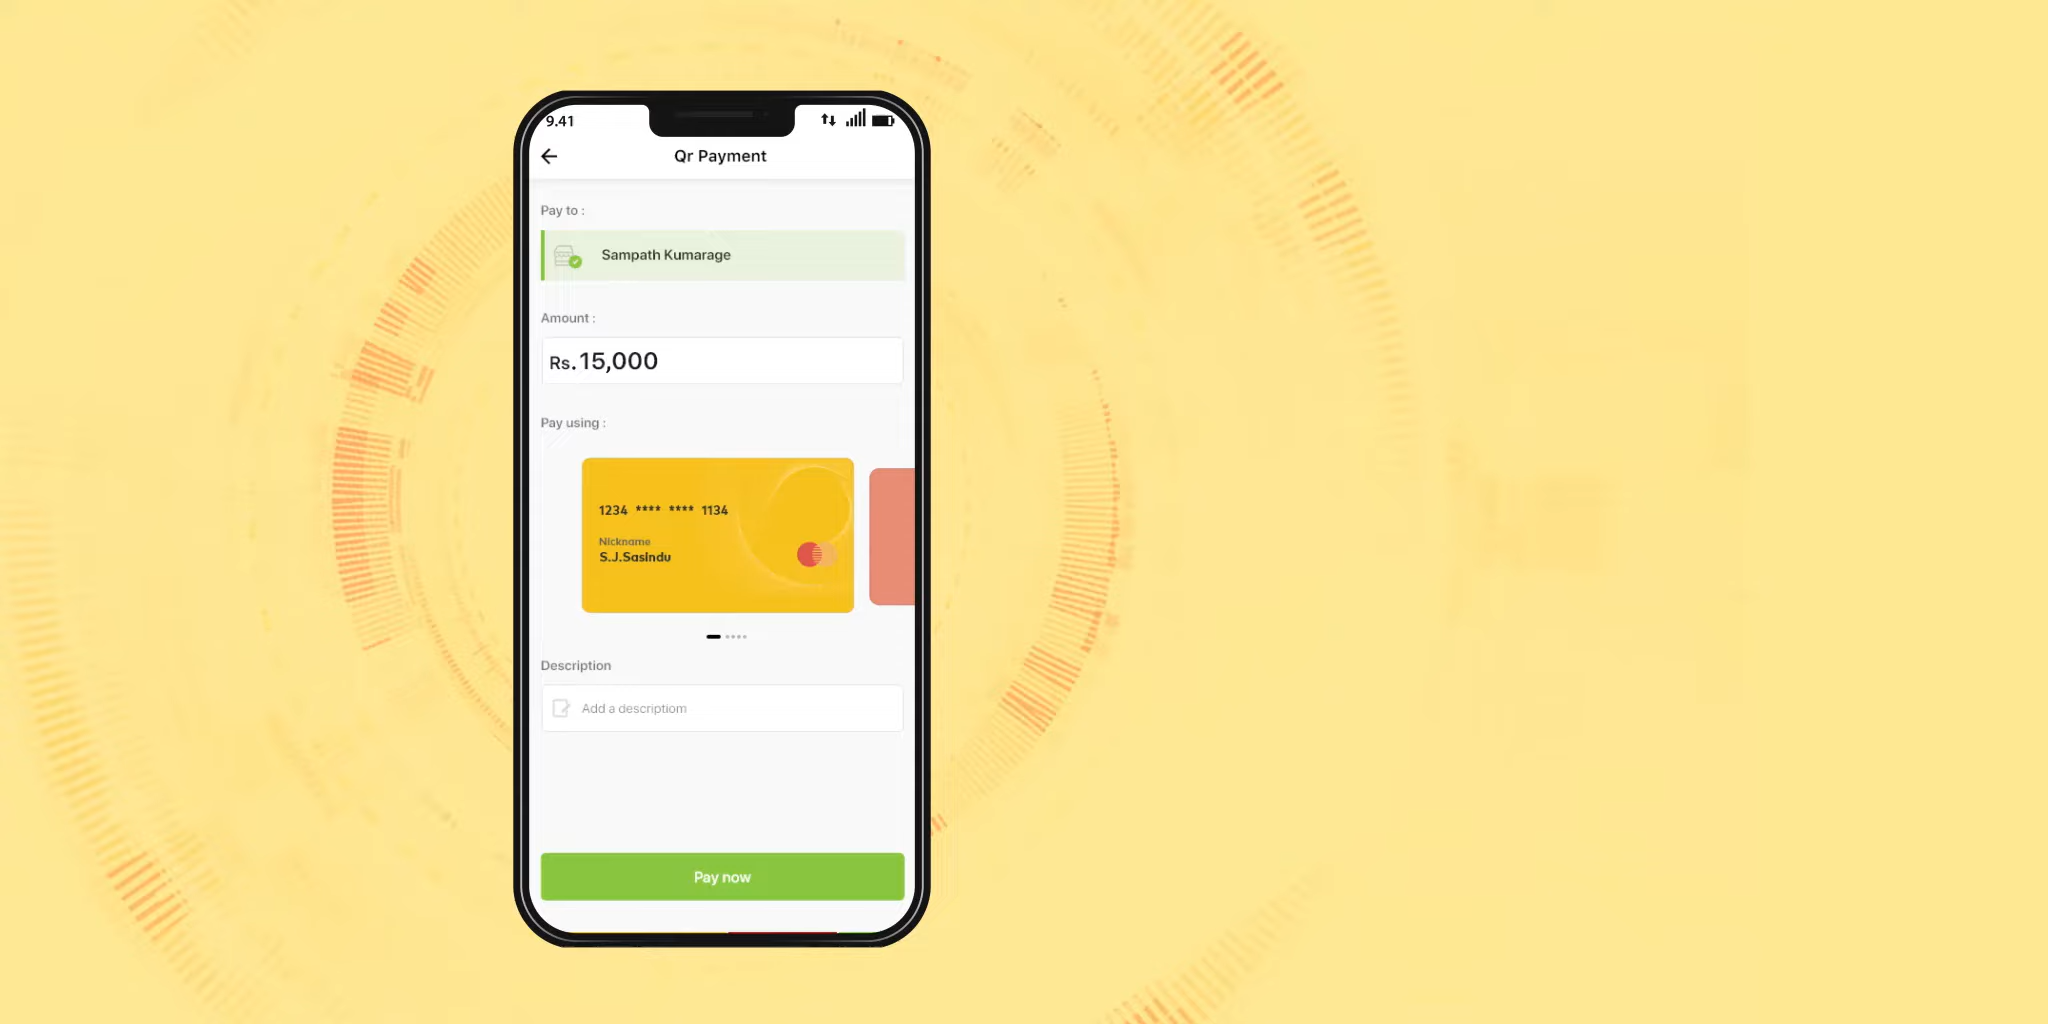 9.41
Qr Payment
Pay to :
Sampath Kumarage
Amount :
Rs. 15,000
Pay using :
1234 **** **** 1134
Nickname
S.J.Sasindu
Description
Add a descriptiom
Pay now